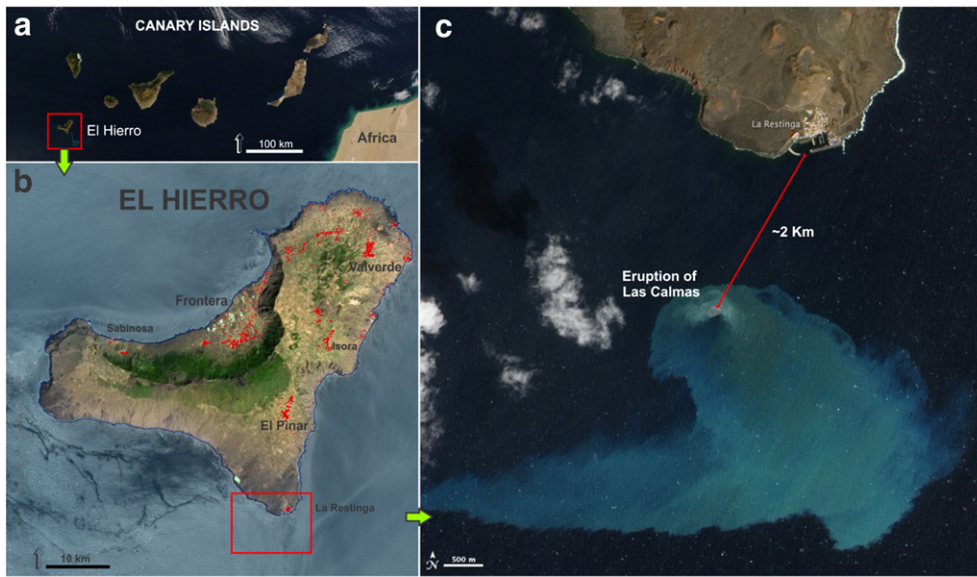 a
CANARY ISLANDS
El Hierro
100 km
Africa
b
EL HIERRO
Valverde
Frontera
Sabinosa
Isora
El Pinar
La Restinga
10 km
c
La Restinga
~2 Km
Eruption of
Las Calmas
N
500 m